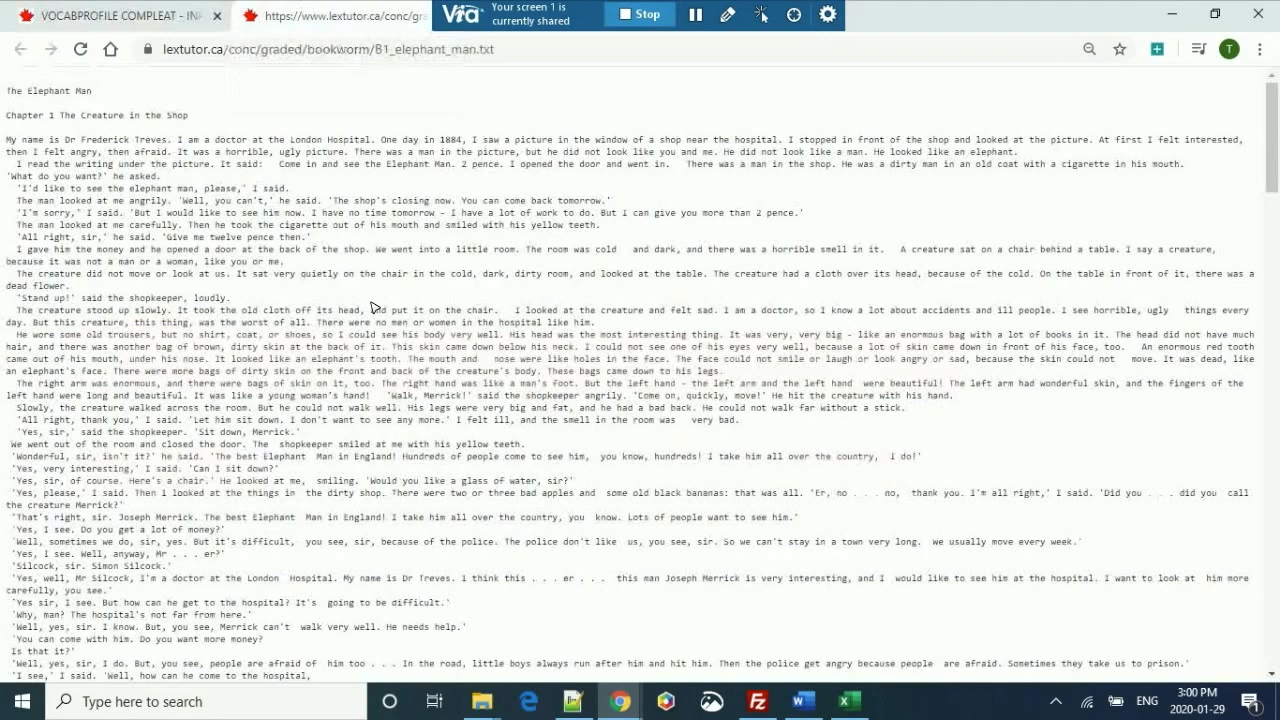 VOCABPROFILE COMPLEAT - INP
https://www.lextutor.ca/conc/gra
Via
Your screen 1 is
currently shared
Stop
lextutor.ca/conc/graded/bookworm/B1_elephant_man.txt
T
The Elephant Man
Chapter 1 The Creature in the Shop
My name is Dr Frederick Treves. I am a doctor at the London Hospital. One day in 1884, I saw a picture in the window of a shop near the hospital. I stopped in front of the shop and looked at the picture. At first I felt interested,
then I felt angry, then afraid. It was a horrible, ugly picture. There was a man in the picture, but he did not look like you and me. He did not look like a man. He looked like an elephant.
I read the writing under the picture. It said: Come in and see the Elephant Man. 2 pence. I opened the door and went in. There was a man in the shop. He was a dirty man in an old coat with a cigarette in his mouth.
'What do you want?' he asked.
'I'd like to see the elephant man, please,' I said.
The man looked at me angrily. 'Well, you can't,' he said. 'The shop's closing now. You can come back tomorrow.'
'I'm sorry,' I said. 'But I would like to see him now. I have no time tomorrow - I have a lot of work to do. But I can give you more than 2 pence.'
The man looked at me carefully. Then he took the cigarette out of his mouth and smiled with his yellow teeth.
'All right, sir,' he said. 'Give me twelve pence then.'
I gave him the money and he opened a door at the back of the shop. We went into a little room. The room was cold and dark, and there was a horrible smell in it. A creature sat on a chair behind a table. I say a creature,
because it was not a man or a woman, like you or me.
The creature did not move or look at us. It sat very quietly on the chair in the cold, dark, dirty room, and looked at the table. The creature had a cloth over its head, because of the cold. On the table in front of it, there was a
dead flower.
"Stand up!' said the shopkeeper, loudly.
The creature stood up slowly. It took the old cloth off its head, and put it on the chair. I looked at the creature and felt sad. I am a doctor, so I know a lot about accidents and ill people. I see horrible, ugly things every
day. But this creature, this thing, was the worst of all. There were no men or women in the hospital like him.
He wore some old trousers, but no shirt, coat, or shoes, so I could see his body very well. His head was the most interesting thing. It was very, very big - like an enormous bag with a lot of books in it. The head did not have much
hair, and there was another bag of brown, dirty skin at the back of it. This skin came down below his neck. I could not see one of his eyes very well, because a lot of skin came down in front of his face, too. An enormous red tooth
came out of his mouth, under his nose. It looked like an elephant's tooth. The mouth and nose were like holes in the face. The face could not smile or laugh or look angry or sad, because the skin could not move. It was dead, like
an elephant's face. There were more bags of dirty skin on the front and back of the creature's body. These bags came down to his legs.
The right arm was enormous, and there were bags of skin on it, too. The right hand was like a man's foot. But the left hand - the left arm and the left hand were beautiful! The left arm had wonderful skin, and the fingers of the
left hand were long and beautiful. It was like a young woman's hand! 'Walk, Merrick!' said the shopkeeper angrily. 'Come on, quickly, move!' He hit the creature with his hand.
Slowly, the creature walked across the room. But he could not walk well. His legs were very big and fat, and he had a bad back. He could not walk far without a stick.
'All right, thank you,' I said. 'Let him sit down. I don't want to see any more.' I felt ill, and the smell in the room was very bad.
'Yes, sir,' said the shopkeeper. 'Sit down, Merrick.'
We went out of the room and closed the door. The shopkeeper smiled at me with his yellow teeth.
'Wonderful, sir, isn't it?' he said. 'The best Elephant Man in England! Hundreds of people come to see him, you know, hundreds! I take him all over the country, I do!'
'Yes, very interesting,' I said. 'Can I sit down?'
'Yes, sir, of course. Here's a chair.' He looked at me, smiling. 'Would you like a glass of water, sir?'
'Yes, please,' I said. Then I looked at the things in the dirty shop. There were two or three bad apples and some old black bananas: that was all. 'Er, no . . . no, thank you. I'm all right,' I said. 'Did you . . . did you call
the creature Merrick?'
'That's right, sir. Joseph Merrick. The best Elephant Man in England! I take him all over the country, you know. Lots of people want to see him.'
'Yes, I see. Do you get a lot of money?'
'Well, sometimes we do, sir, yes. But it's difficult, you see, sir, because of the police. The police don't like us, you see, sir. So we can't stay in a town very long. we usually move every week.'
'Yes, I see. Well, anyway, Mr . . . er?'
'Silcock, sir. Simon Silcock.'
'Yes, well, Mr Silcock, I'm a doctor at the London Hospital. My name is Dr Treves. I think this . . . er . . . this man Joseph Merrick is very interesting, and I would like to see him at the hospital. I want to look at him more
carefully, you see.'
'Yes sir, I see. But how can he get to the hospital? It's going to be difficult.'
'Why, man? The hospital's not far from here.'
'Well, yes, sir. I know. But, you see, Merrick can't walk very well. He needs help.'
'You can come with him. Do you want more money?
Is that it?'
'Well, yes, sir, I do. But, you see, people are afraid of him too . . . In the road, little boys always run after him and hit him. Then the police get angry because people are afraid. Sometimes they take us to prison.'
'I see,' I said. 'Well, how can he come to the hospital,
Type here to search
ENG
3:00 PM
2020-01-29
1